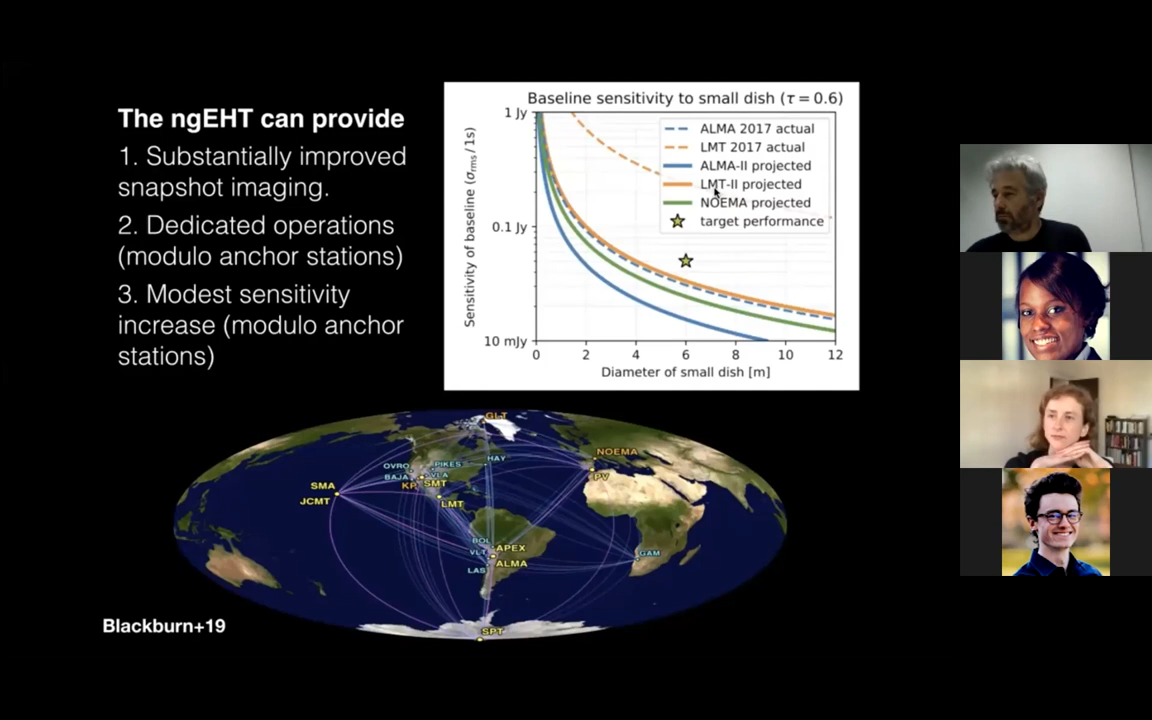 The ngEHT can provide
1. Substantially improved
snapshot imaging.
2. Dedicated operations
(modulo anchor stations)
3. Modest sensitivity
increase (modulo anchor
stations)
Baseline sensitivity to small dish (τ = 0.6)
Sensitivity of baseline (σrms / 1s)
1 Jy
0.1 Jy
10 mJy
ALMA 2017 actual
LMT 2017 actual
ALMA-II projected
LMT-II projected
NOEMA projected
target performance
0 2 4 6 8 10 12
Diameter of small dish [m]
GLT
OVRO
PIKES
HAY
NOEMA
BAJA
VLA
KP
SMT
PV
SMA
JCMT
LMT
BOL
APEX
VLT
GAM
ALMA
LAS
SPT
Blackburn+19